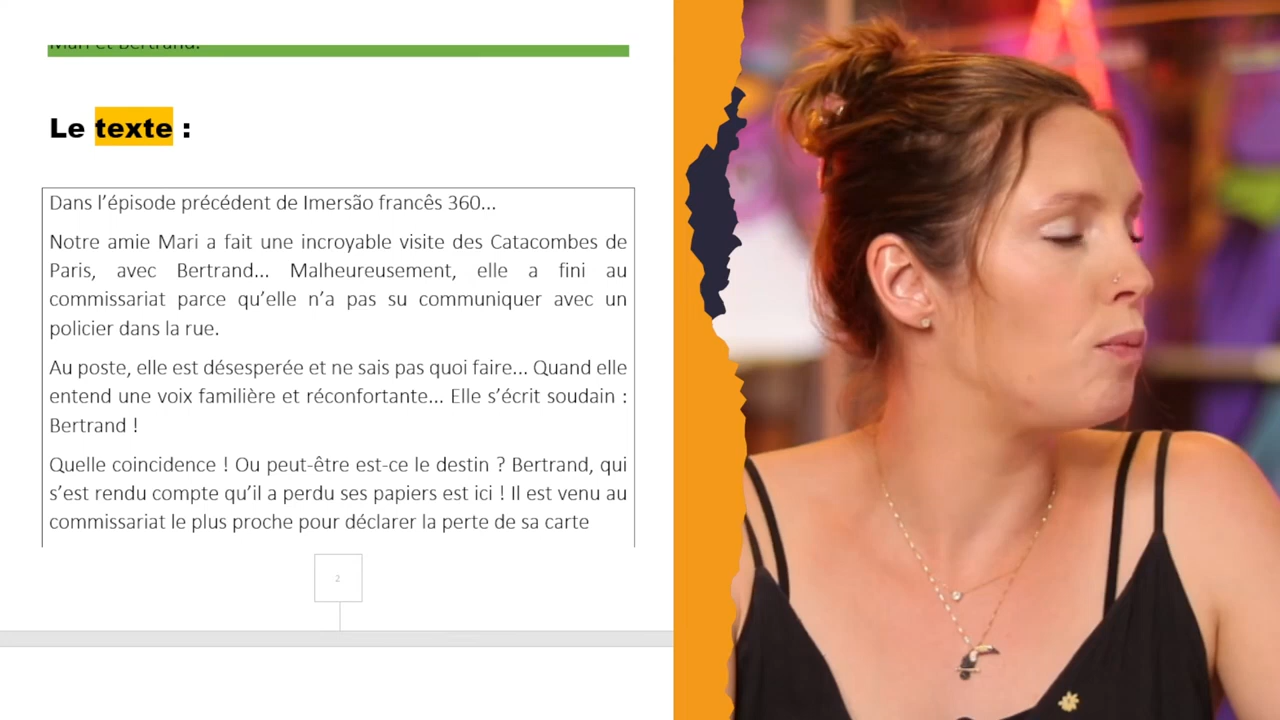 Mari et Bertrand.
Le texte :
Dans l’épisode précédent de Imersão francês 360...
Notre amie Mari a fait une incroyable visite des Catacombes de
Paris, avec Bertrand... Malheureusement, elle a fini au
commissariat parce qu’elle n’a pas su communiquer avec un
policier dans la rue.
Au poste, elle est désesperée et ne sais pas quoi faire... Quand elle
entend une voix familière et réconfortante... Elle s’écrit soudain :
Bertrand !
Quelle coincidence ! Ou peut-être est-ce le destin ? Bertrand, qui
s’est rendu compte qu’il a perdu ses papiers est ici ! Il est venu au
commissariat le plus proche pour déclarer la perte de sa carte
2